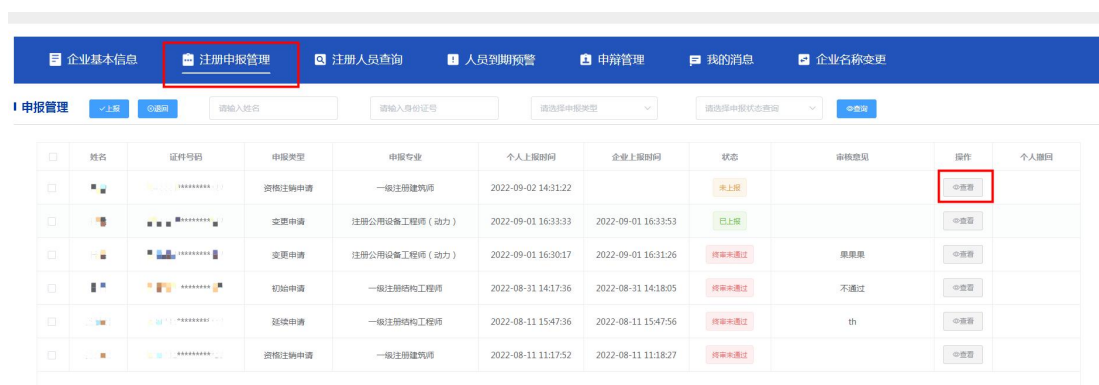 企业基本信息 注册申报管理 注册人员查询 人员到期预警 申辩管理 我的消息 企业名称变更
申报管理 上报 退回 请输入姓名 请输入身份证号 请选择申报类型 请选择申报状态查询 查询
姓名 证件号码 申报类型 申报专业 个人上报时间 企业上报时间 状态 审核意见 操作 个人撤回
******** 资格注销申请 一级注册建筑师 2022-09-02 14:31:22 未上报 查看
******** 变更申请 注册公用设备工程师（动力） 2022-09-01 16:33:33 2022-09-01 16:33:53 已上报 查看
******** 变更申请 注册公用设备工程师（动力） 2022-09-01 16:30:17 2022-09-01 16:31:26 终审未通过 果果果 查看
******** 初始申请 一级注册结构工程师 2022-08-31 14:17:36 2022-08-31 14:18:05 终审未通过 不通过 查看
******** 延续申请 一级注册结构工程师 2022-08-11 15:47:36 2022-08-11 15:47:56 终审未通过 th 查看
******** 资格注销申请 一级注册建筑师 2022-08-11 11:17:52 2022-08-11 11:18:27 终审未通过 查看